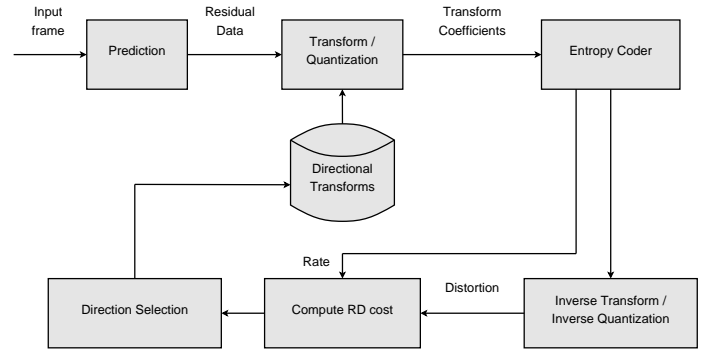 Input
frame
Prediction
Residual
Data
Transform /
Quantization
Transform
Coefficients
Entropy Coder
Directional
Transforms
Rate
Direction Selection
Compute RD cost
Distortion
Inverse Transform /
Inverse Quantization